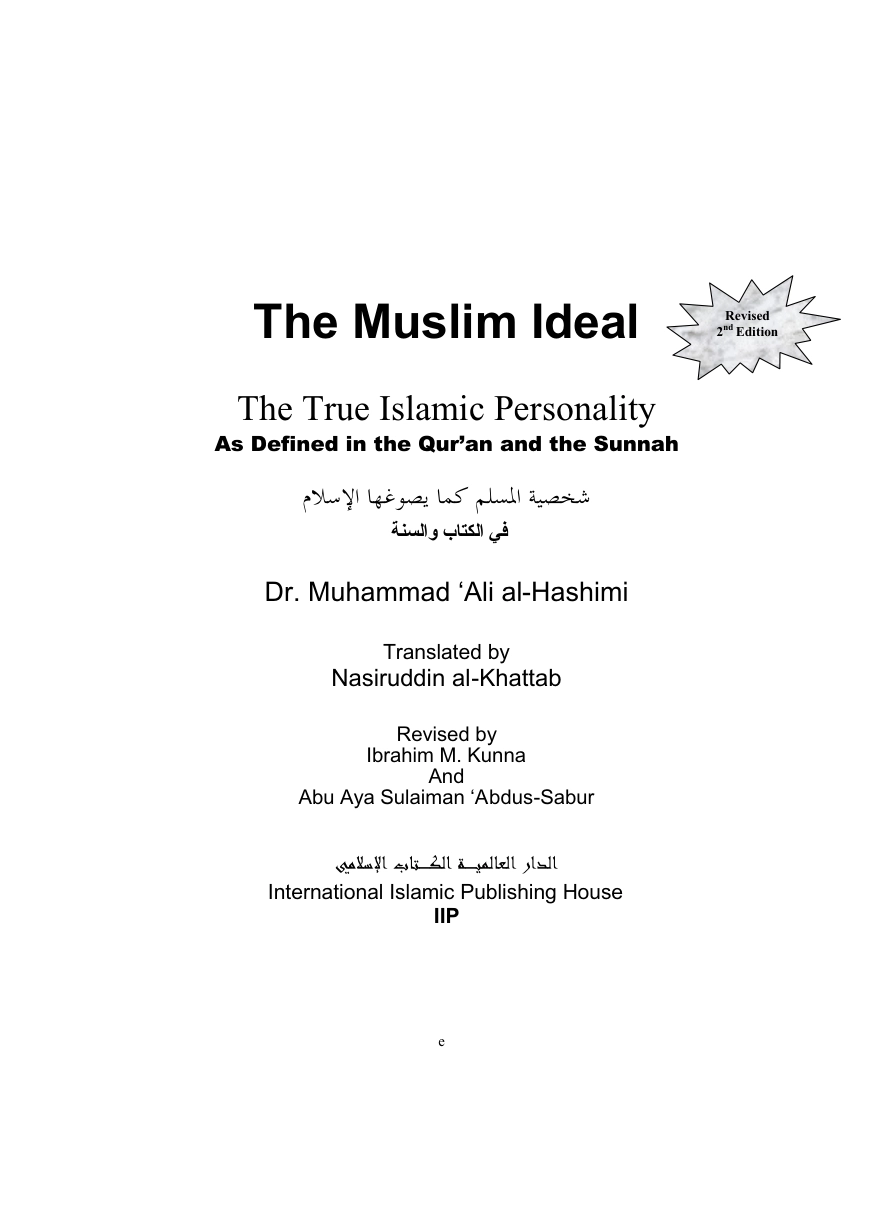 The Muslim Ideal
Revised
2nd Edition
The True Islamic Personality
As Defined in the Qur’an and the Sunnah
شخصية المسلم كما يصوغها الإسلام
في الكتاب والسنة
Dr. Muhammad ‘Ali al-Hashimi
Translated by
Nasiruddin al-Khattab
Revised by
Ibrahim M. Kunna
And
Abu Aya Sulaiman ‘Abdus-Sabur
الدار العالميــة الكــتاب الإسلامي
International Islamic Publishing House
IIP
e